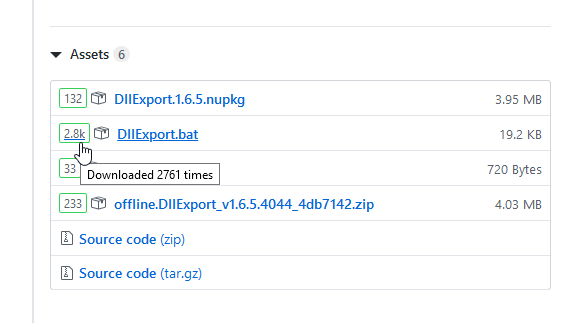 Assets 6
132 DllExport.1.6.5.nupkg 3.95 MB
2.8k DllExport.bat 19.2 KB
33 720 Bytes
Downloaded 2761 times
233 offline.DllExport_v1.6.5.4044_4db7142.zip 4.03 MB
Source code (zip)
Source code (tar.gz)